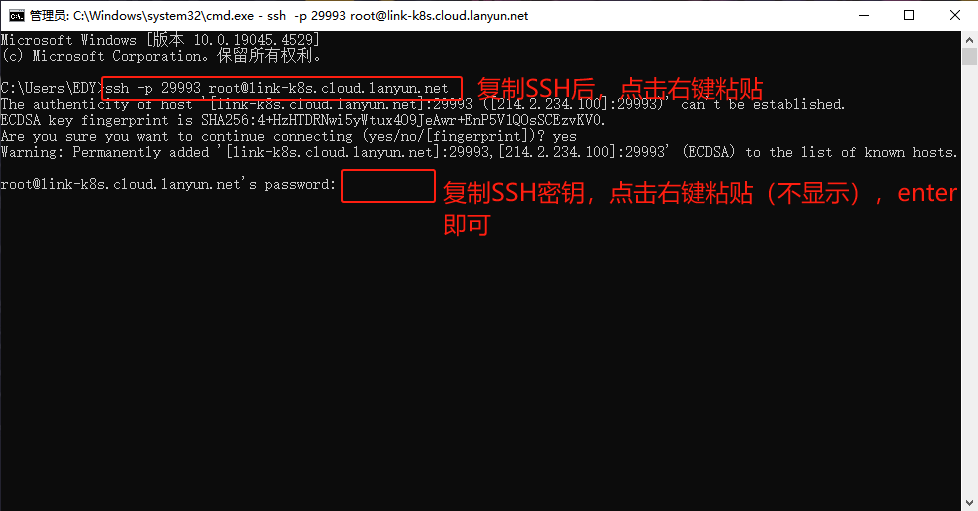 管理员: C:\Windows\system32\cmd.exe - ssh -p 29993 root@link-k8s.cloud.lanyun.net
Microsoft Windows [版本 10.0.19045.4529]
(c) Microsoft Corporation。保留所有权利。
C:\Users\EDY>ssh -p 29993 root@link-k8s.cloud.lanyun.net 复制SSH后，点击右键粘贴
The authenticity of host '[link-k8s.cloud.lanyun.net]:29993 ([214.2.234.100]:29993)' can't be established.
ECDSA key fingerprint is SHA256:4+HzHTDRNwi5yWtux4O9JeAwr+EnP5V1QOsSCEzvKV0.
Are you sure you want to continue connecting (yes/no/[fingerprint])? yes
Warning: Permanently added '[link-k8s.cloud.lanyun.net]:29993,[214.2.234.100]:29993' (ECDSA) to the list of known hosts.
root@link-k8s.cloud.lanyun.net's password: 复制SSH密钥，点击右键粘贴（不显示），enter
即可